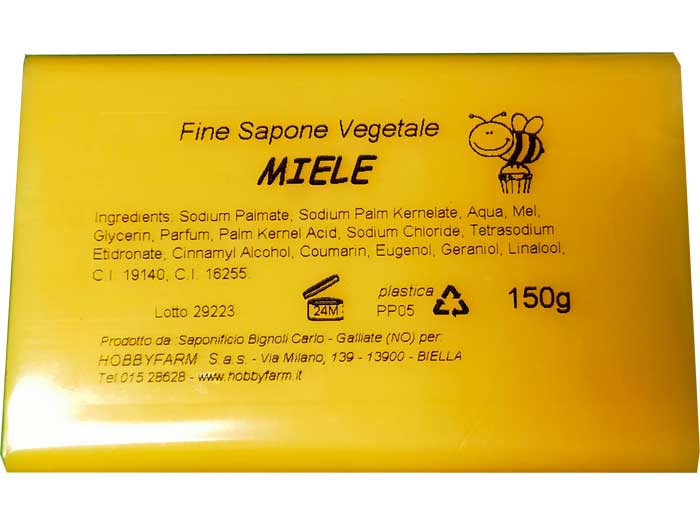 Fine Sapone Vegetale
MIELE
Ingredients: Sodium Palmate, Sodium Palm Kernelate, Aqua, Mel,
Glycerin, Parfum, Palm Kernel Acid, Sodium Chloride, Tetrasodium
Etidronate, Cinnamyl Alcohol, Coumarin, Eugenol, Geraniol, Linalool,
C.I. 19140, C.I. 16255.
Lotto 29223
24M
plastica
PP05
150g
Prodotto da: Saponificio Bignoli Carlo - Galliate (NO) per:
HOBBYFARM S.a.s. - Via Milano, 139 - 13900 - BIELLA
Tel.015 28628 - www.hobbyfarm.it